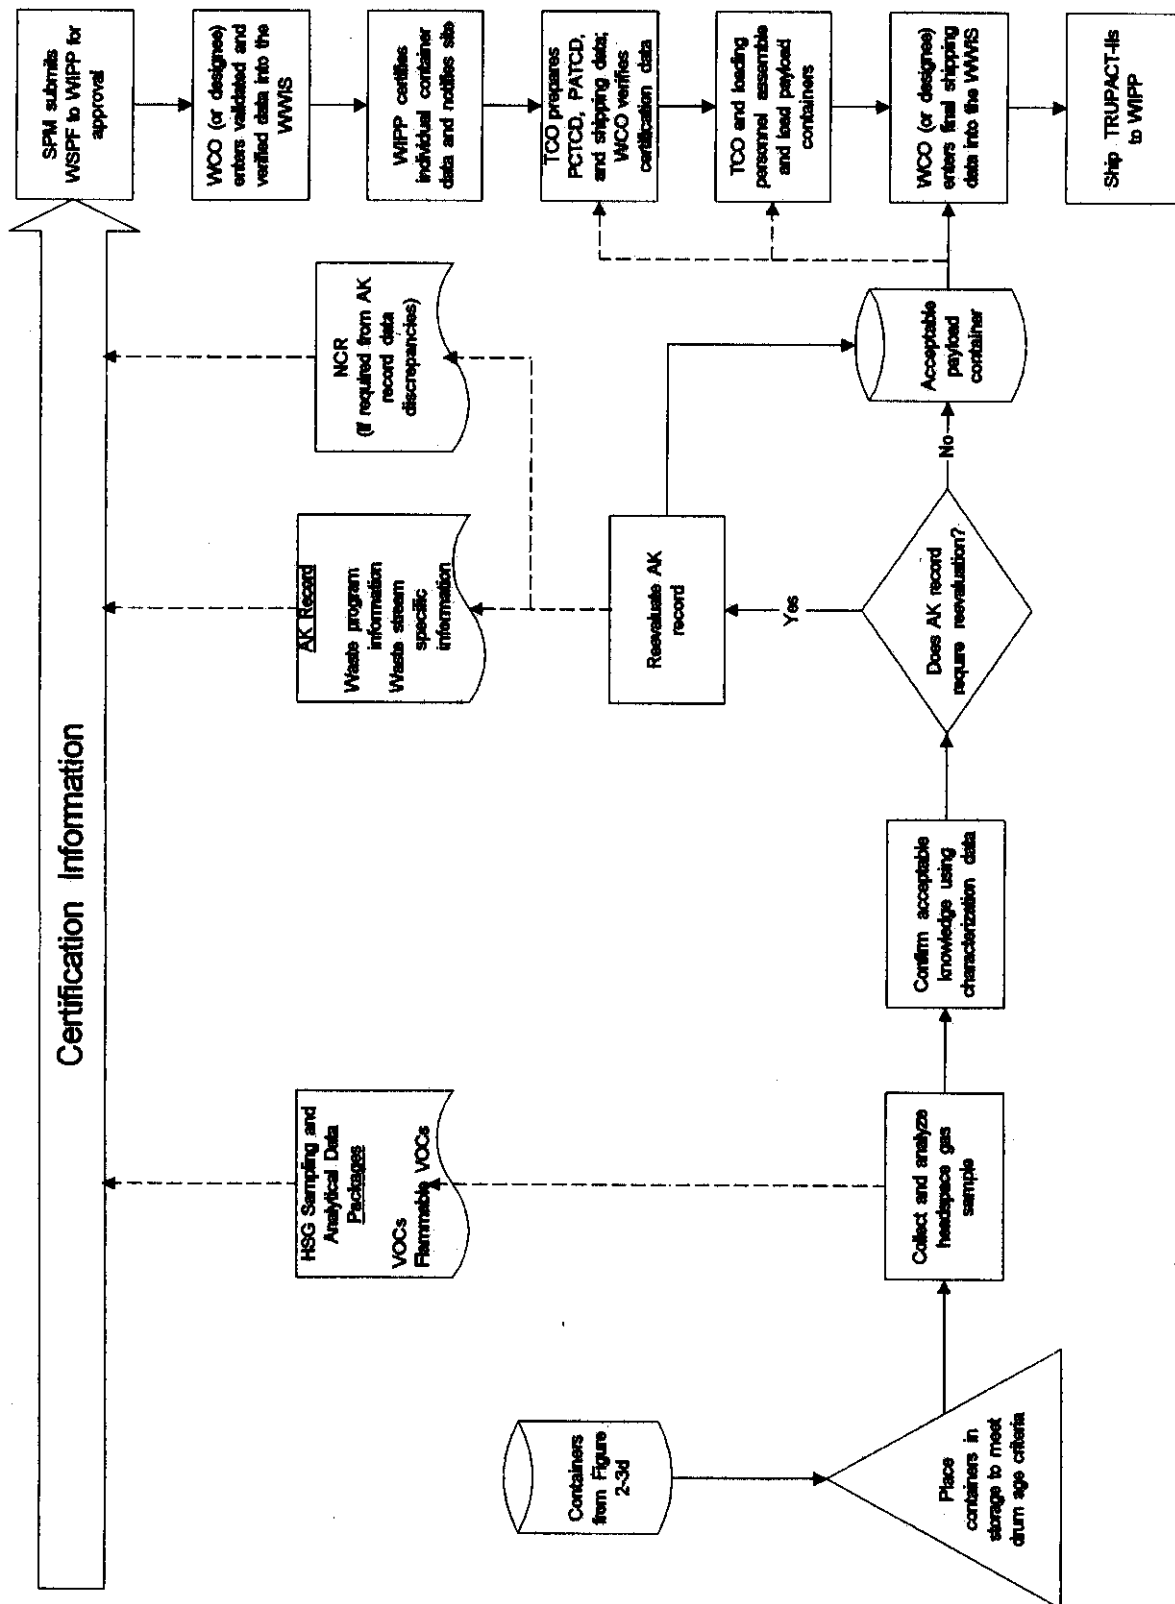 Certification Information
SPM submits
WSPF to WIPP for
approval
WCO (or designee)
enters validated and
verified data into the
WWIS
WIPP certifies
individual container
data and notifies site
TCO prepares
PCTCD, PATCD,
and shipping data;
WCO verifies
certification data
TCO and loading
personnel assemble
and load payload
containers
WCO (or designee)
enters final shipping
data into the WWIS
Ship TRUPACT-IIs
to WIPP
HSG Sampling and
Analytical Data
Packages
VOCs
Flammable VOCs
AK Record
Waste program
information
Waste stream
specific
information
NCR
(if required from AK
record data
discrepancies)
Containers
from Figure
2-3d
Place
containers in
storage to meet
drum age criteria
Collect and analyze
headspace gas
sample
Confirm acceptable
knowledge using
characterization data
Does AK record
require reevaluation?
Yes
No
Reevaluate AK
record
Acceptable
payload
container